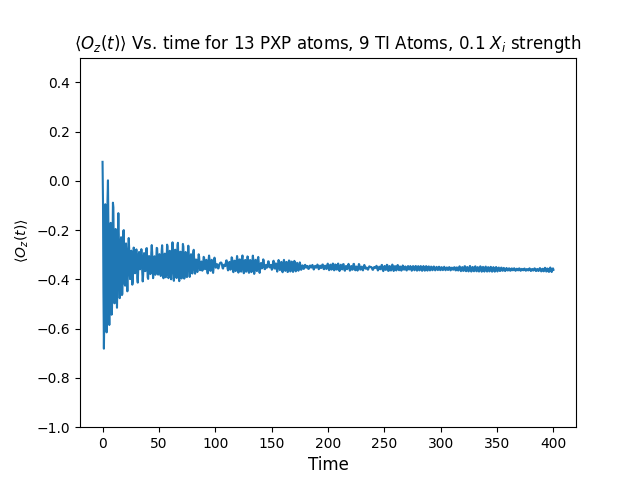 ⟨O_z(t)⟩ Vs. time for 13 PXP atoms, 9 TI Atoms, 0.1 X_i strength
0.4
0.2
0.0
−0.2
−0.4
−0.6
−0.8
−1.0
⟨O_z(t)⟩
0 50 100 150 200 250 300 350 400
Time